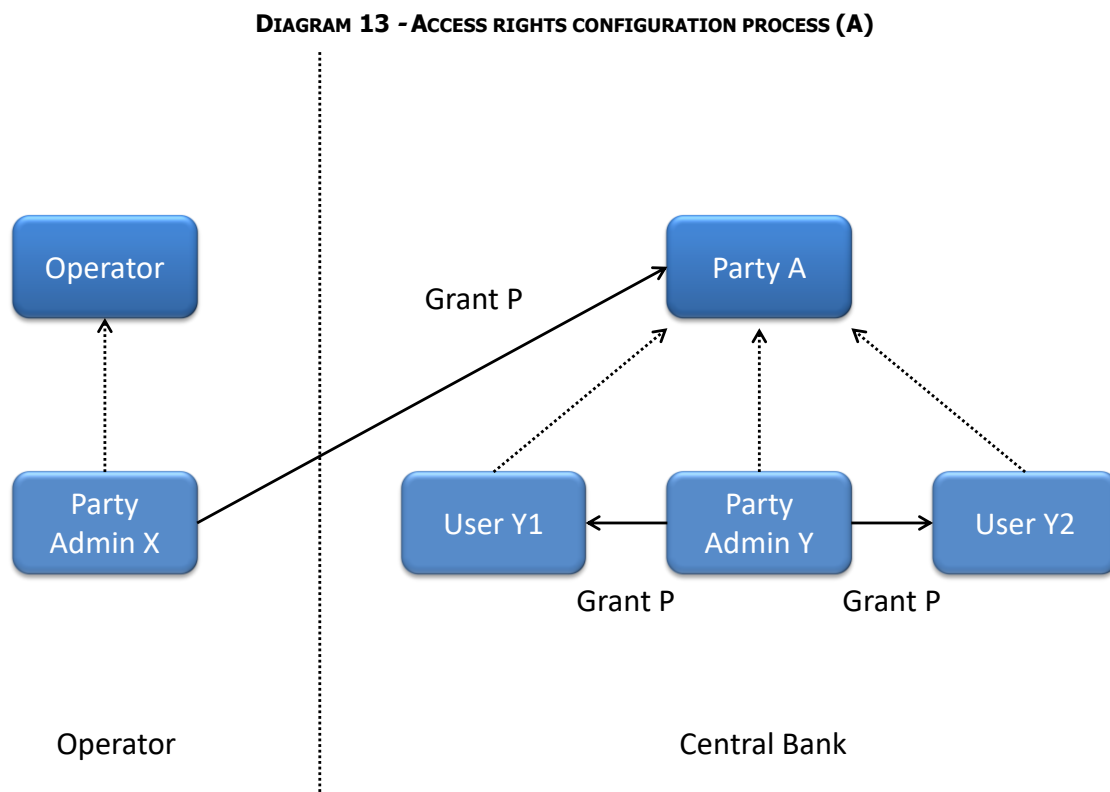 DIAGRAM 13 - ACCESS RIGHTS CONFIGURATION PROCESS (A)
Operator
Party A
Grant P
Party
Admin X
User Y1
Party
Admin Y
User Y2
Grant P
Grant P
Operator
Central Bank